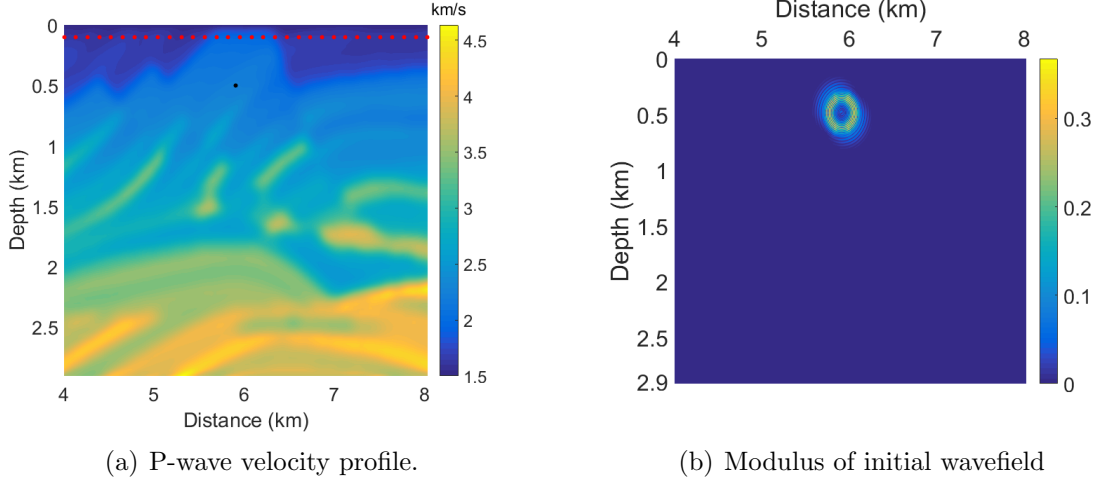 km/s
0
0.5
1
1.5
2
2.5
Depth (km)
4 5 6 7 8
Distance (km)
4.5
4
3.5
3
2.5
2
1.5
(a) P-wave velocity profile.
Distance (km)
4 5 6 7 8
0
0.5
1
1.5
2
2.5
2.9
Depth (km)
0.3
0.2
0.1
0
(b) Modulus of initial wavefield